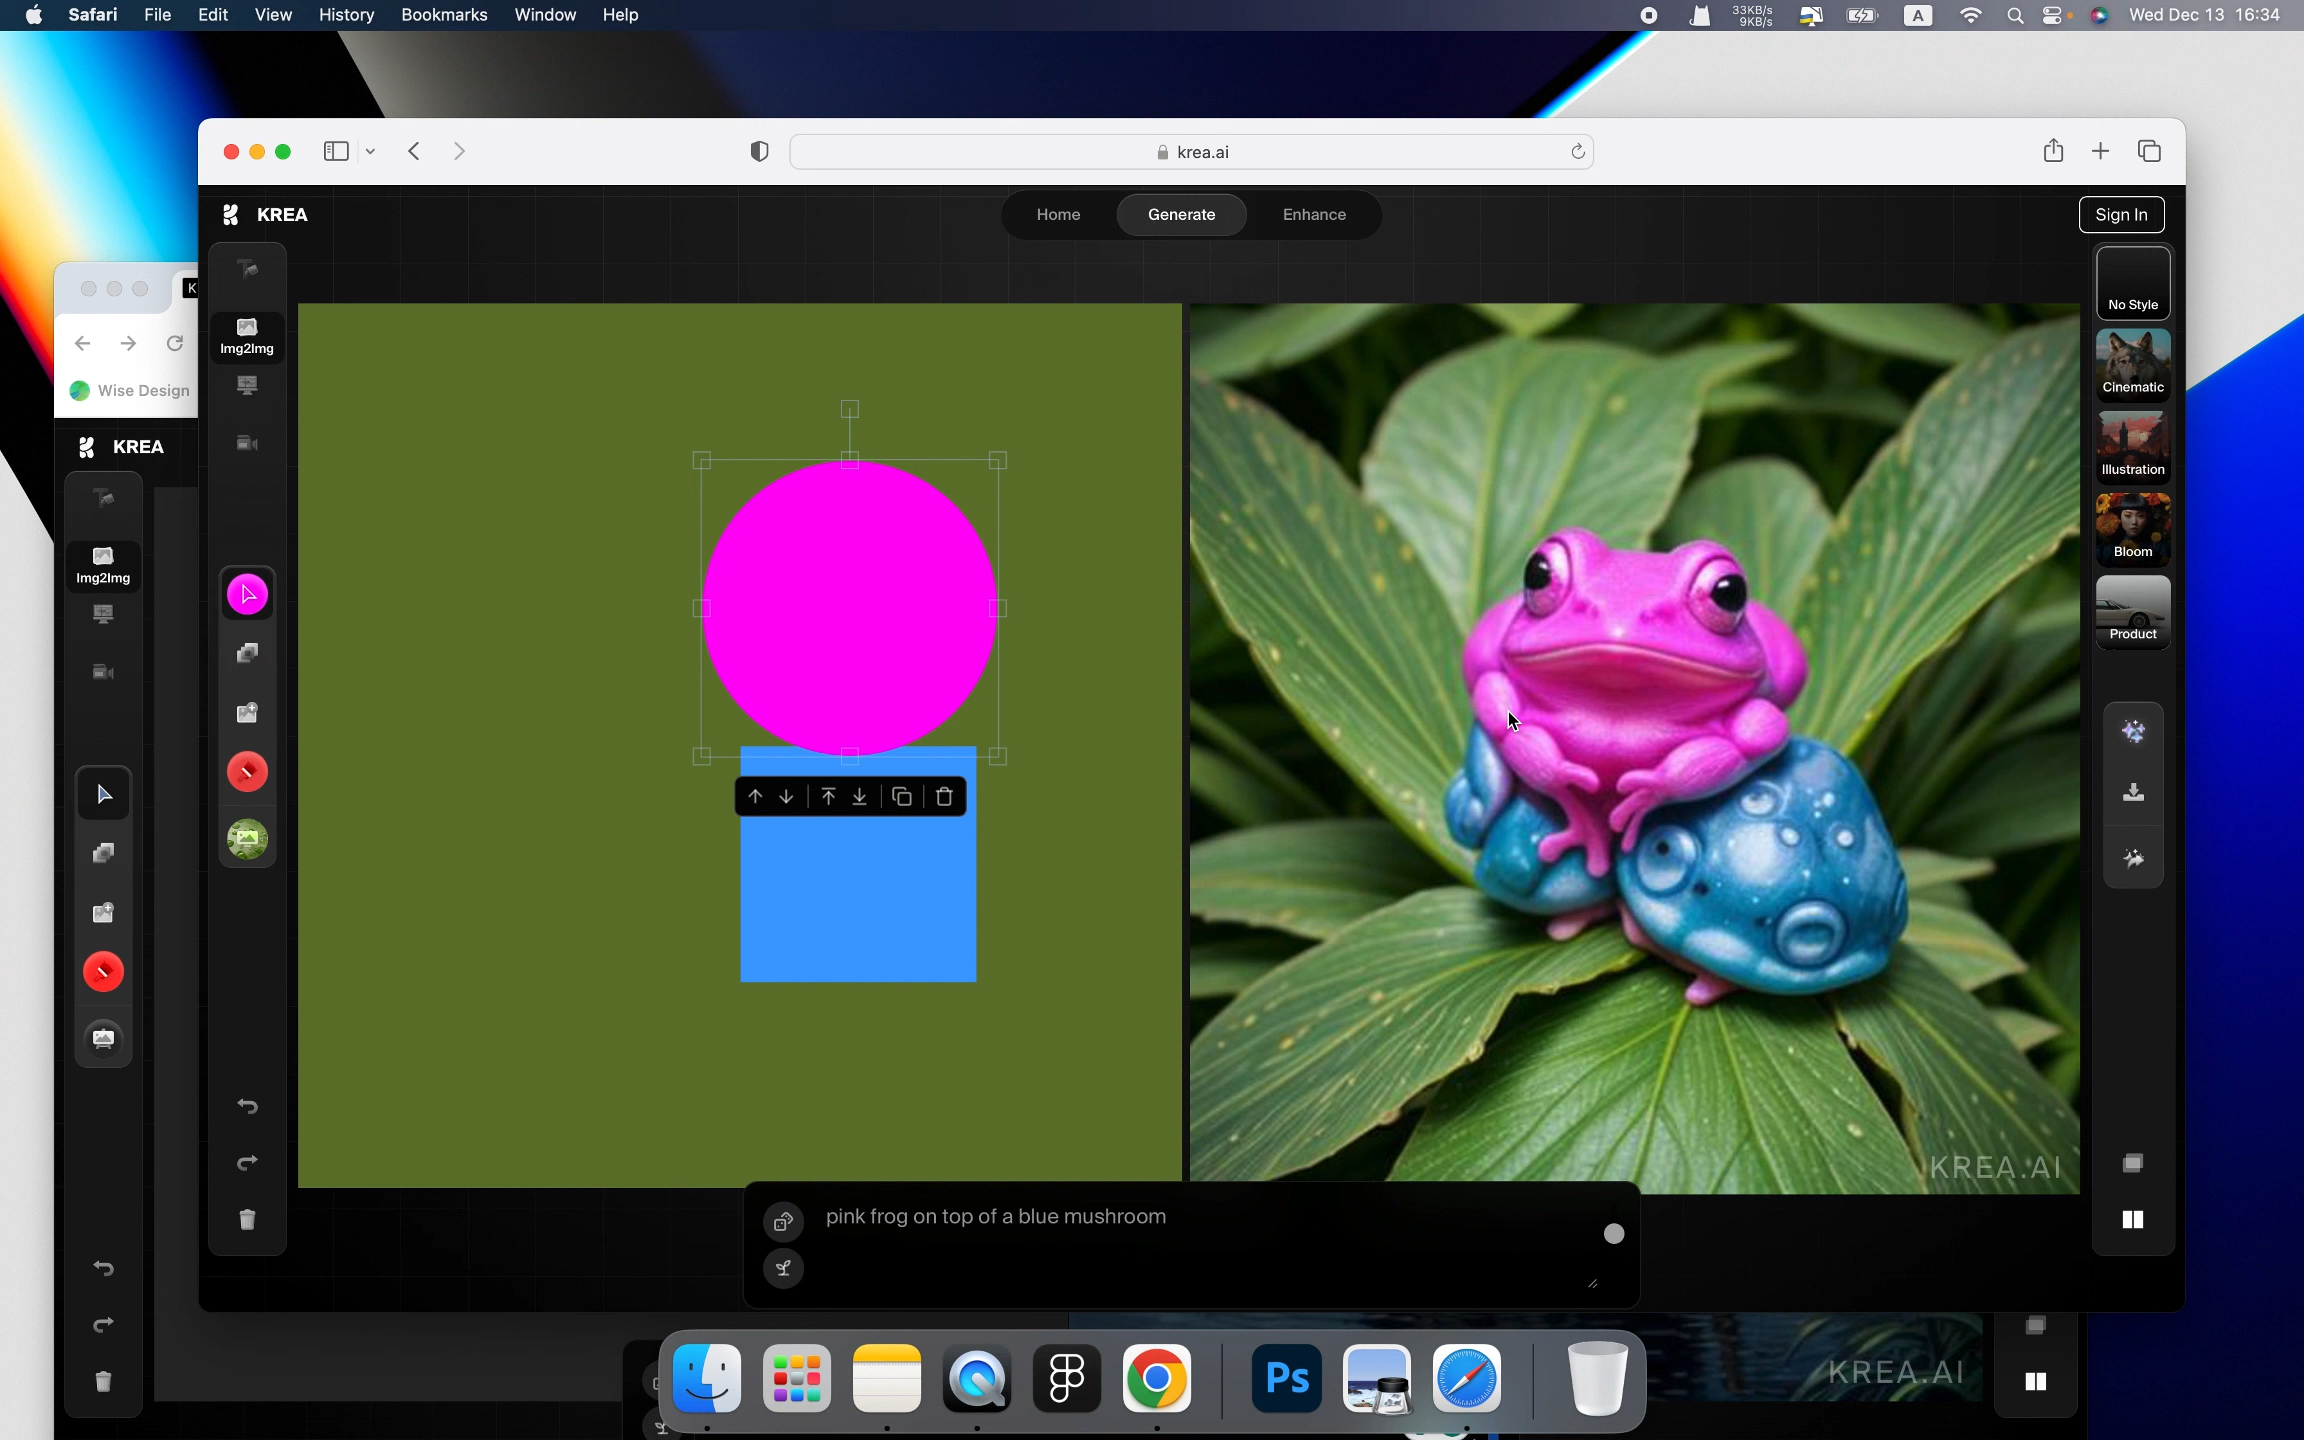 Safari File Edit View History Bookmarks Window Help
33KB/s
9KB/s
A
Wed Dec 13 16:34
krea.ai
KREA
Home
Generate
Enhance
Sign In
Img2Img
No Style
Cinematic
Illustration
Bloom
Product
K
Wise Design
KREA
Img2Img
KREA.AI
pink frog on top of a blue mushroom
KREA.AI
Ps